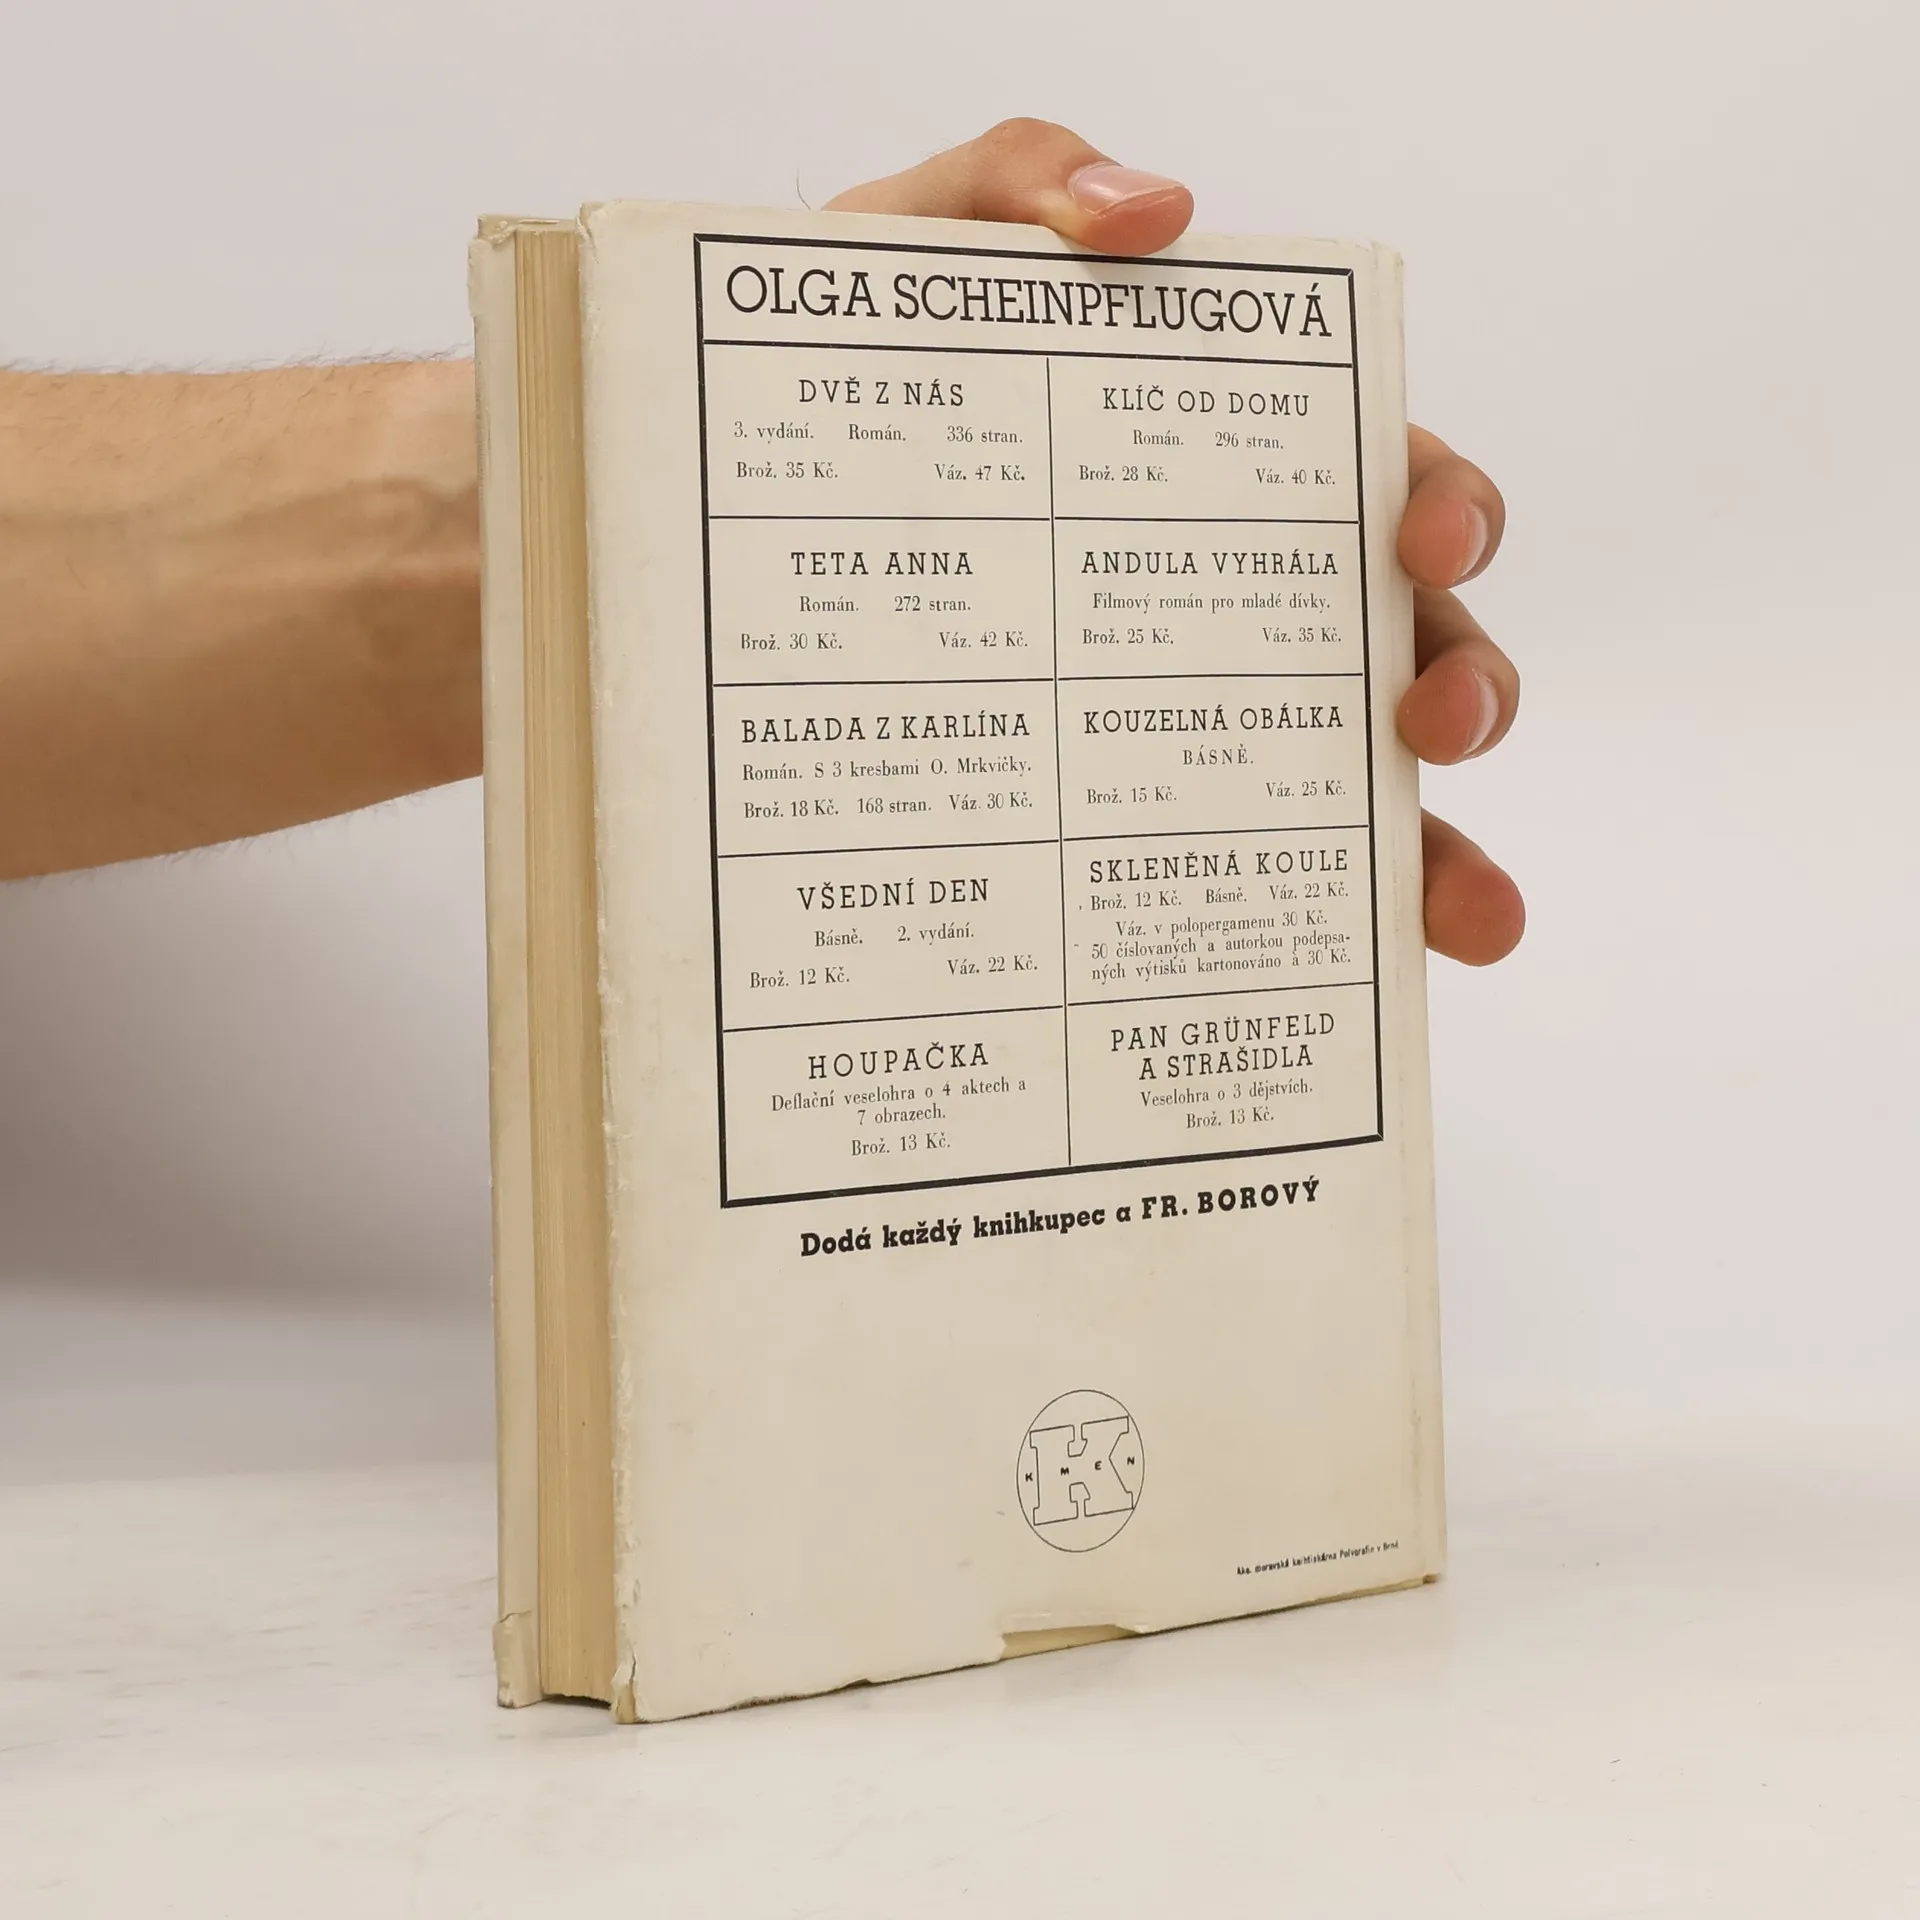 OLGA SCHEINPFLUGOVÁ
DVĚ Z NÁS
3. vydání. Román. 336 stran.
Brož. 35 Kč. Váz. 47 Kč.
KLÍČ OD DOMU
Román. 296 stran.
Brož. 28 Kč. Váz. 40 Kč.
TETA ANNA
Román. 272 stran.
Brož. 30 Kč. Váz. 42 Kč.
ANDULA VYHRÁLA
Filmový román pro mladé dívky.
Brož. 25 Kč. Váz. 35 Kč.
BALADA Z KARLÍNA
Román. S 3 kresbami O. Mrkvičky.
Brož. 18 Kč. 168 stran. Váz. 30 Kč.
KOUZELNÁ OBÁLKA
BÁSNĚ.
Brož. 15 Kč. Váz. 25 Kč.
VŠEDNÍ DEN
Básně. 2. vydání.
Brož. 12 Kč. Váz. 22 Kč.
SKLENĚNÁ KOULE
Brož. 12 Kč. Básně. Váz. 22 Kč.
Váz. v polopergamenu 30 Kč.
50 číslovaných a autorkou podepsa-
ných výtisků kartonováno à 30 Kč.
HOUPAČKA
Deflační veselohra o 4 aktech a
7 obrazech.
Brož. 13 Kč.
PAN GRÜNFELD
A STRAŠIDLA
Veselohra o 3 dějstvích.
Brož. 13 Kč.
Dodá každý knihkupec a FR. BOROVÝ
K M E N
Akc. moravská knihtiskárna Polygrafie v Brně